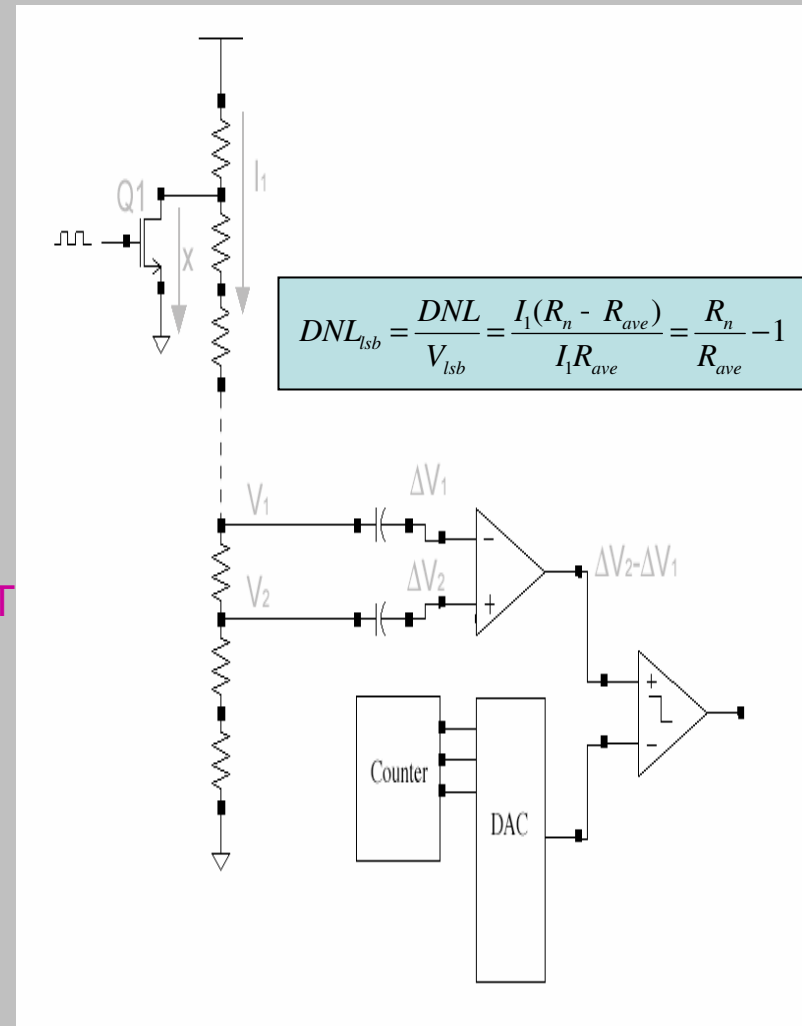 Q1
I₁
x
DNL_lsb = DNL / V_lsb = I₁(R_n - R_ave) / I₁R_ave = R_n / R_ave − 1
V₁
ΔV₁
−
V₂
ΔV₂
+
ΔV₂-ΔV₁
T
+
−
Counter
DAC